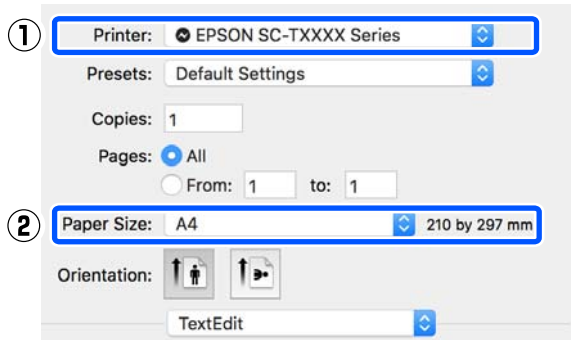 ① Printer: EPSON SC-TXXXX Series
Presets: Default Settings
Copies: 1
Pages: All
From: 1 to: 1
② Paper Size: A4 210 by 297 mm
Orientation:
TextEdit